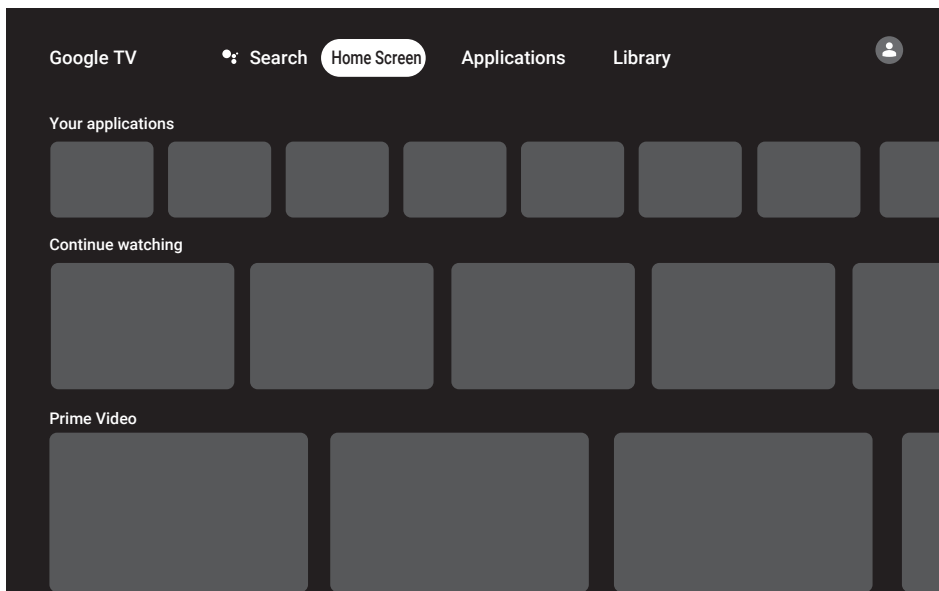 Google TV Search Home Screen Applications Library
Your applications
Continue watching
Prime Video